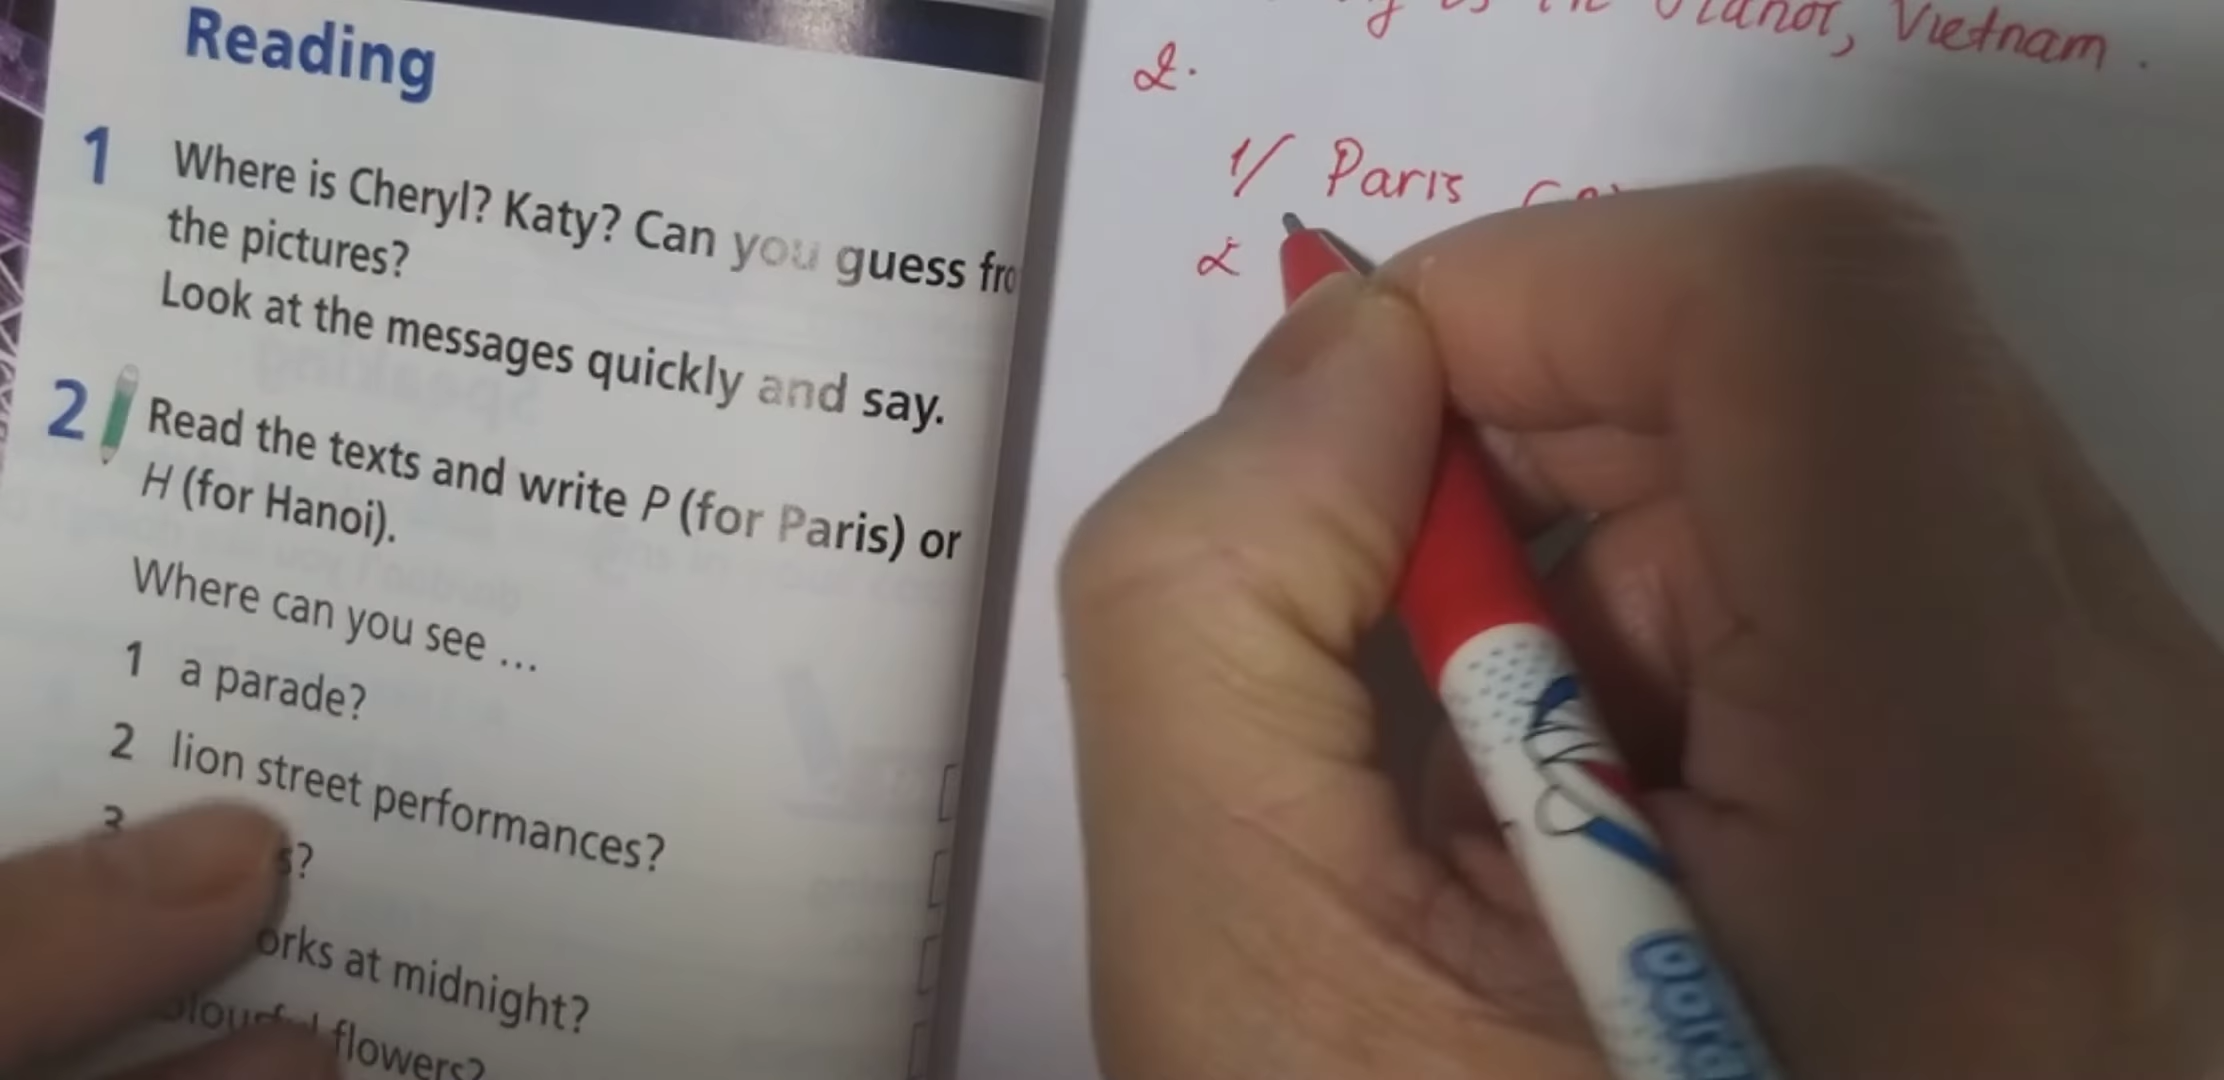 Reading
1 Where is Cheryl? Katy? Can you guess fro
the pictures?
Look at the messages quickly and say.
2 Read the texts and write P (for Paris) or
H (for Hanoi).
Where can you see ...
1 a parade?
2 lion street performances?
3 s?
orks at midnight?
flowers?
Vietnam.
2.
1/ Paris
2